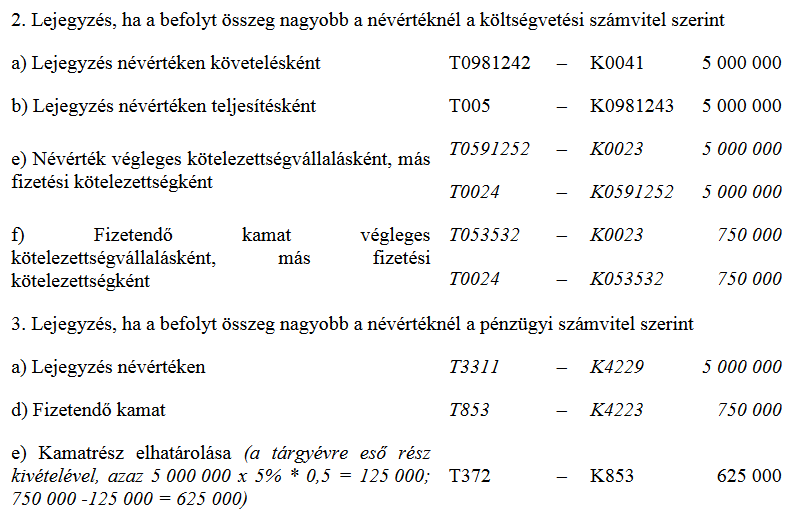 2. Lejegyzés, ha a befolyt összeg nagyobb a névértéknél a költségvetési számvitel szerint
a) Lejegyzés névértéken követelésként T0981242 – K0041 5 000 000
b) Lejegyzés névértéken teljesítésként T005 – K0981243 5 000 000
e) Névérték végleges kötelezettségvállalásként, más
fizetési kötelezettségként
T0591252 – K0023 5 000 000
T0024 – K0591252 5 000 000
f) Fizetendő kamat végleges
kötelezettségvállalásként, más fizetési
kötelezettségként
T053532 – K0023 750 000
T0024 – K053532 750 000
3. Lejegyzés, ha a befolyt összeg nagyobb a névértéknél a pénzügyi számvitel szerint
a) Lejegyzés névértéken T3311 – K4229 5 000 000
d) Fizetendő kamat T853 – K4223 750 000
e) Kamatrész elhatárolása (a tárgyévre eső rész
kivételével, azaz 5 000 000 x 5% * 0,5 = 125 000;
750 000 -125 000 = 625 000)
T372 – K853 625 000